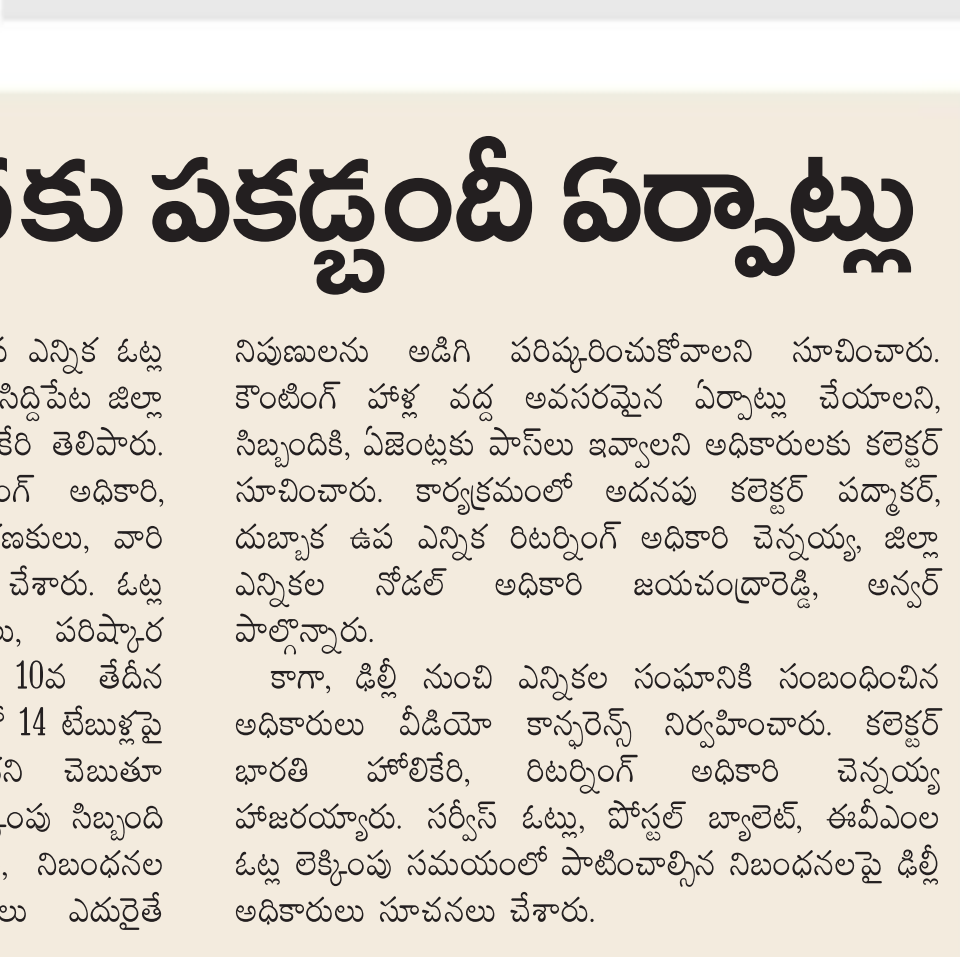 కు పకడ్బందీ ఏర్పాట్లు
ఎన్నిక ఓట్ల
సిద్దిపేట జిల్లా
కేరి తెలిపారు.
అధికారి,
వారి
చేశారు. ఓట్ల
పరిష్కార
10వ తేదీన
14 టేబుళ్లపై
చెబుతూ
సిబ్బంది
నిబంధనల
ఎదురైతే
నిపుణులను అడిగి పరిష్కరించుకోవాలని సూచించారు.
కౌంటింగ్ హాళ్ల వద్ద అవసరమైన ఏర్పాట్లు చేయాలని,
సిబ్బందికి, ఏజెంట్లకు పాస్‌లు ఇవ్వాలని అధికారులకు కలెక్టర్
సూచించారు. కార్యక్రమంలో అదనపు కలెక్టర్ పద్మాకర్,
దుబ్బాక ఉప ఎన్నిక రిటర్నింగ్ అధికారి చెన్నయ్య, జిల్లా
ఎన్నికల నోడల్ అధికారి జయచంద్రారెడ్డి, అన్వర్
పాల్గొన్నారు.
కాగా, ఢిల్లీ నుంచి ఎన్నికల సంఘానికి సంబంధించిన
అధికారులు వీడియో కాన్ఫరెన్స్ నిర్వహించారు. కలెక్టర్
భారతి హోలికేరి, రిటర్నింగ్ అధికారి చెన్నయ్య
హాజరయ్యారు. సర్వీస్ ఓట్లు, పోస్టల్ బ్యాలెట్, ఈవీఎంల
ఓట్ల లెక్కింపు సమయంలో పాటించాల్సిన నిబంధనలపై ఢిల్లీ
అధికారులు సూచనలు చేశారు.